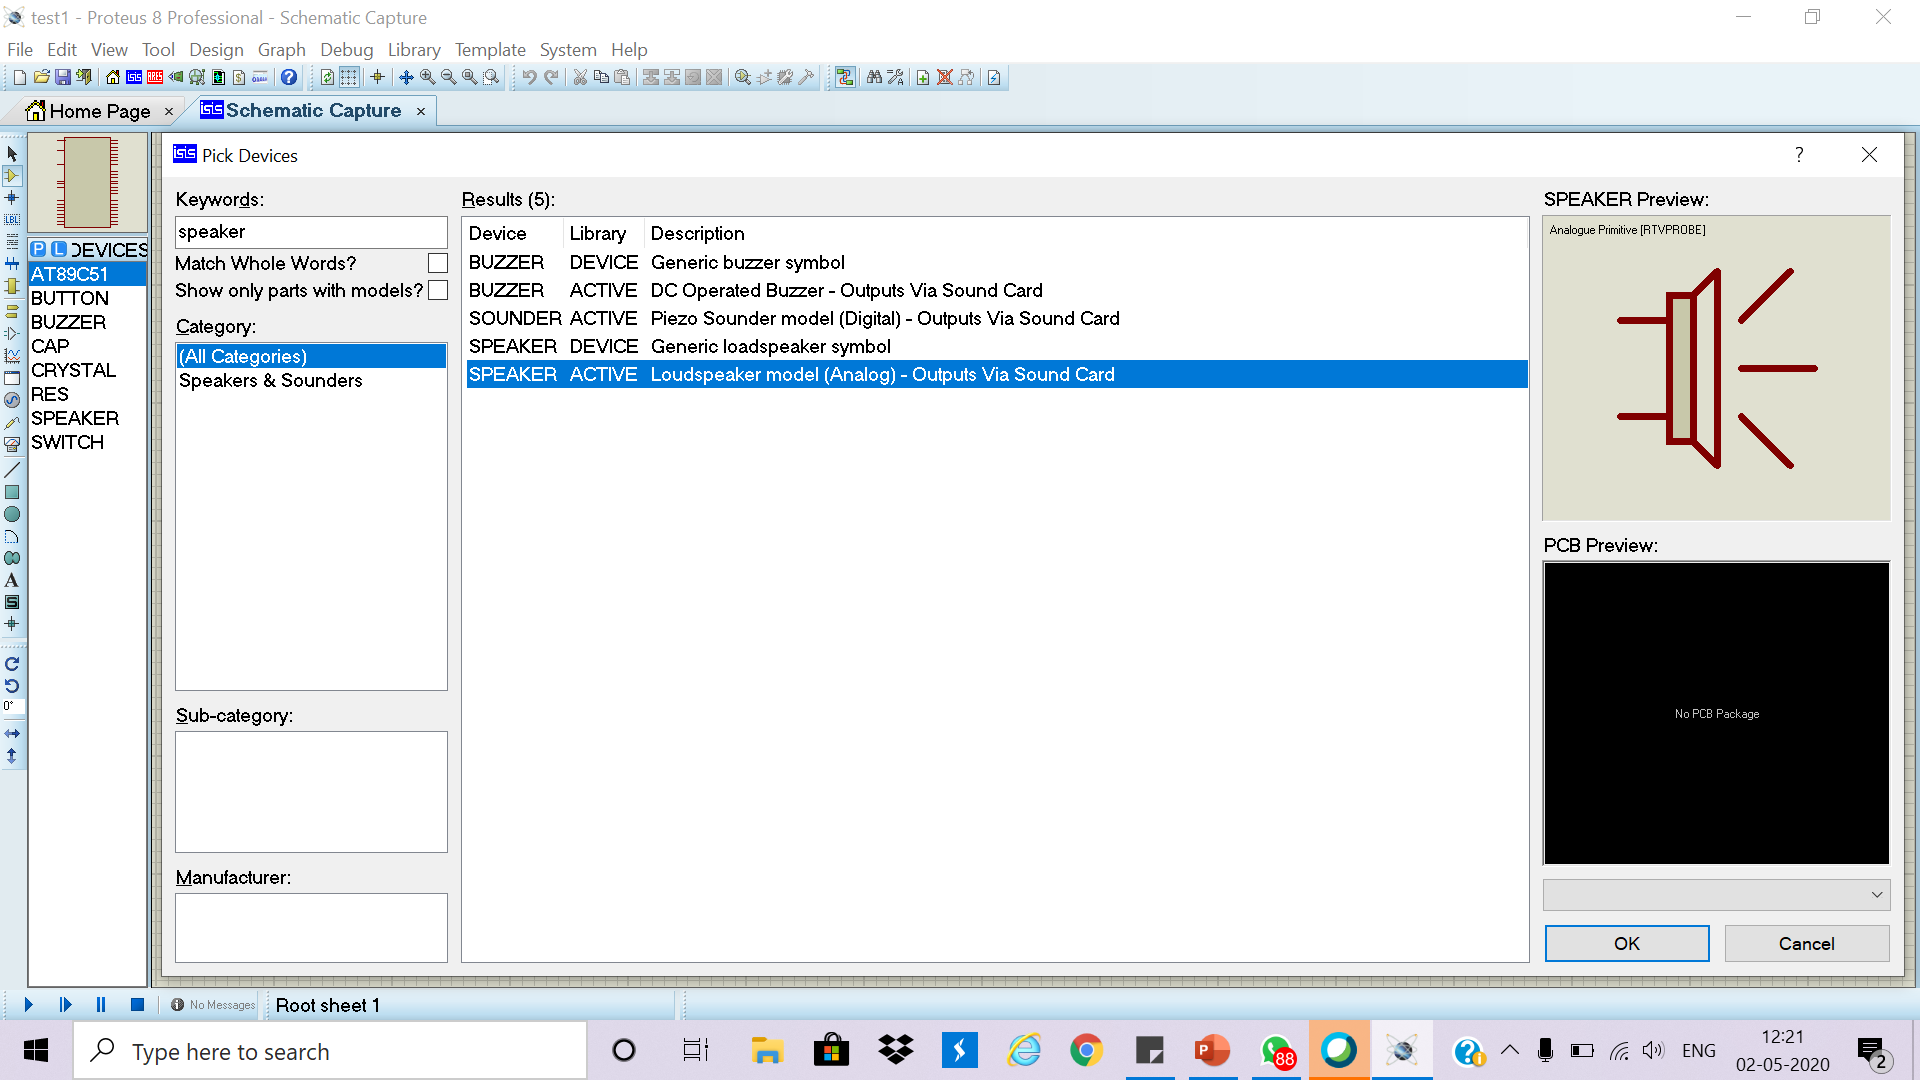 test1 - Proteus 8 Professional - Schematic Capture
File Edit View Tool Design Graph Debug Library Template System Help
Home Page × isis Schematic Capture ×
isis Pick Devices
Keywords:
speaker
Match Whole Words?
Show only parts with models?
Category:
(All Categories)
Speakers & Sounders
Sub-category:
Manufacturer:
Results (5):
Device Library Description
BUZZER DEVICE Generic buzzer symbol
BUZZER ACTIVE DC Operated Buzzer - Outputs Via Sound Card
SOUNDER ACTIVE Piezo Sounder model (Digital) - Outputs Via Sound Card
SPEAKER DEVICE Generic loadspeaker symbol
SPEAKER ACTIVE Loudspeaker model (Analog) - Outputs Via Sound Card
SPEAKER Preview:
Analogue Primitive [RTVPROBE]
PCB Preview:
No PCB Package
OK Cancel
LBL
P L DEVICES
AT89C51
BUTTON
BUZZER
CAP
CRYSTAL
RES
SPEAKER
SWITCH
A
S
0°
No Messages Root sheet 1
Type here to search
88
ENG
12:21
02-05-2020
2